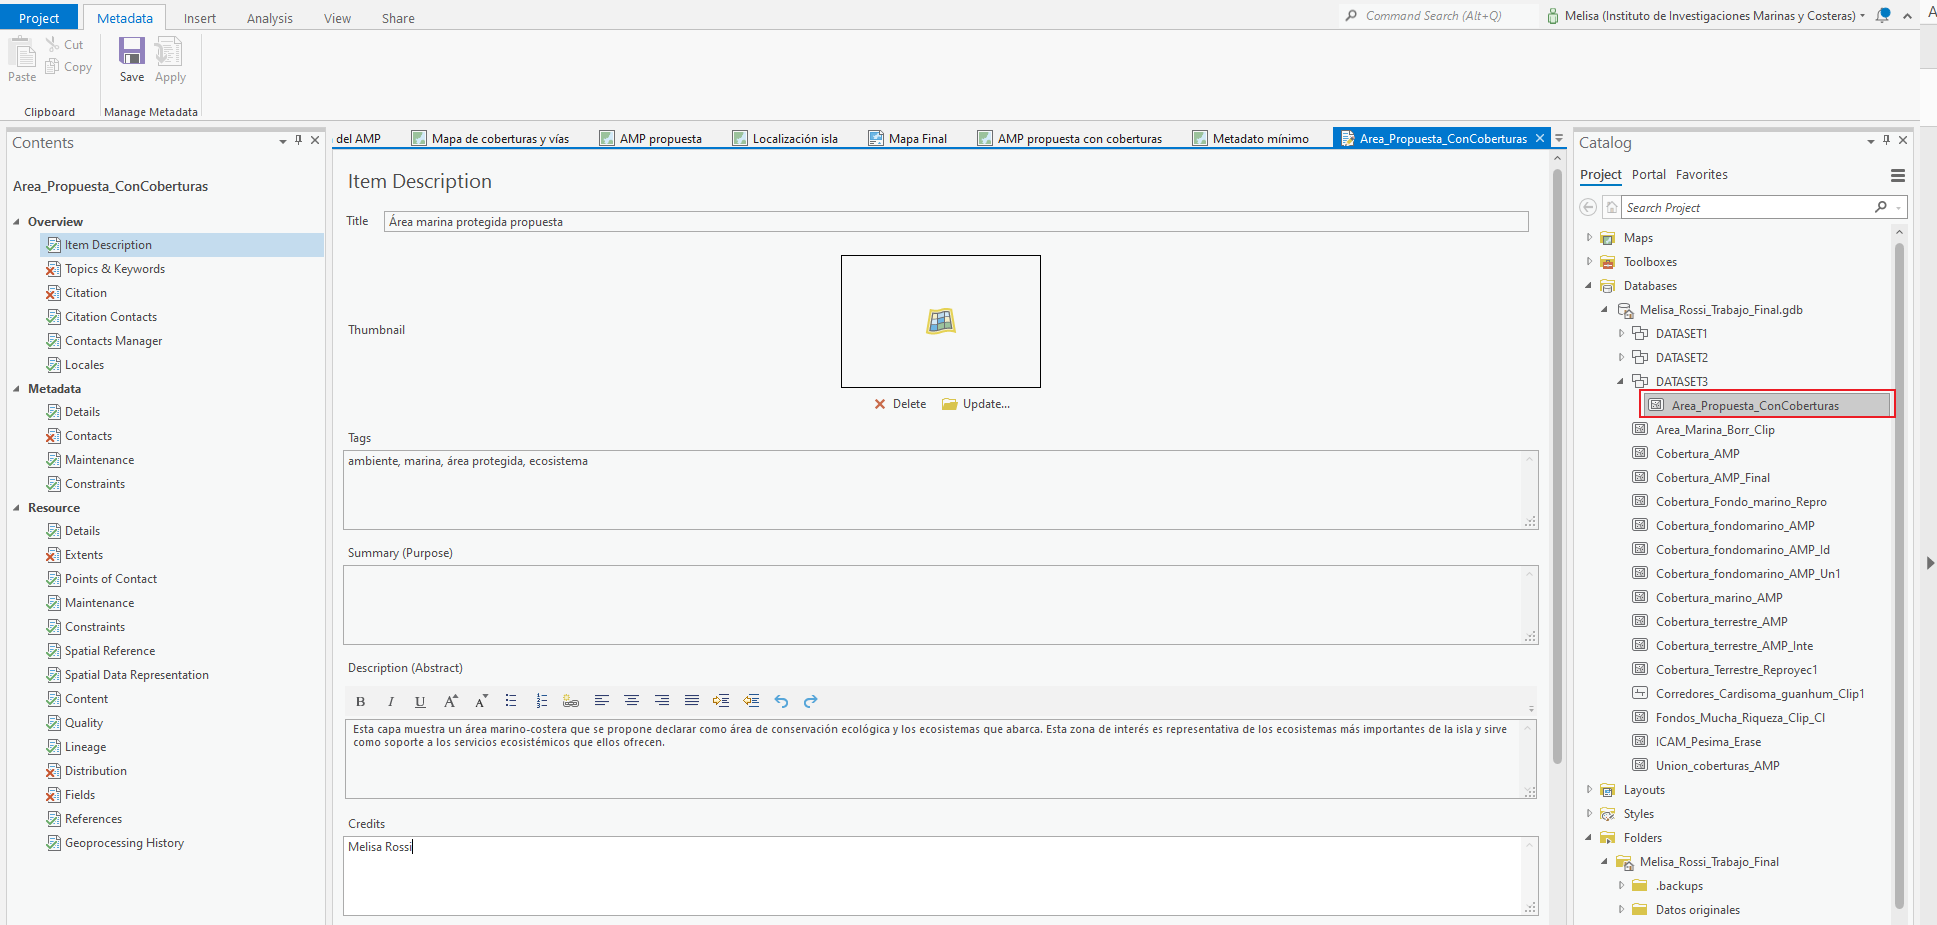 Project Metadata Insert Analysis View Share
Command Search (Alt+Q) Melisa (Instituto de Investigaciones Marinas y Costeras)
Paste Cut Copy Save Apply
Clipboard Manage Metadata
Contents
Area_Propuesta_ConCoberturas
Overview
Item Description
Topics & Keywords
Citation
Citation Contacts
Contacts Manager
Locales
Metadata
Details
Contacts
Maintenance
Constraints
Resource
Details
Extents
Points of Contact
Maintenance
Constraints
Spatial Reference
Spatial Data Representation
Content
Quality
Lineage
Distribution
Fields
References
Geoprocessing History
del AMP Mapa de coberturas y vías AMP propuesta Localización isla Mapa Final AMP propuesta con coberturas Metadato mínimo Area_Propuesta_ConCoberturas
Item Description
Title Área marina protegida propuesta
Thumbnail
Delete Update...
Tags
ambiente, marina, área protegida, ecosistema
Summary (Purpose)
Description (Abstract)
B I U A A
Esta capa muestra un área marino-costera que se propone declarar como área de conservación ecológica y los ecosistemas que abarca. Esta zona de interés es representativa de los ecosistemas más importantes de la isla y sirve
como soporte a los servicios ecosistémicos que ellos ofrecen.
Credits
Melisa Rossi
Catalog
Project Portal Favorites
Search Project
Maps
Toolboxes
Databases
Melisa_Rossi_Trabajo_Final.gdb
DATASET1
DATASET2
DATASET3
Area_Propuesta_ConCoberturas
Area_Marina_Borr_Clip
Cobertura_AMP
Cobertura_AMP_Final
Cobertura_Fondo_marino_Repro
Cobertura_fondomarino_AMP
Cobertura_fondomarino_AMP_Id
Cobertura_fondomarino_AMP_Un1
Cobertura_marino_AMP
Cobertura_terrestre_AMP
Cobertura_terrestre_AMP_Inte
Cobertura_Terrestre_Reproyec1
Corredores_Cardisoma_guanhum_Clip1
Fondos_Mucha_Riqueza_Clip_Cl
ICAM_Pesima_Erase
Union_coberturas_AMP
Layouts
Styles
Folders
Melisa_Rossi_Trabajo_Final
.backups
Datos originales